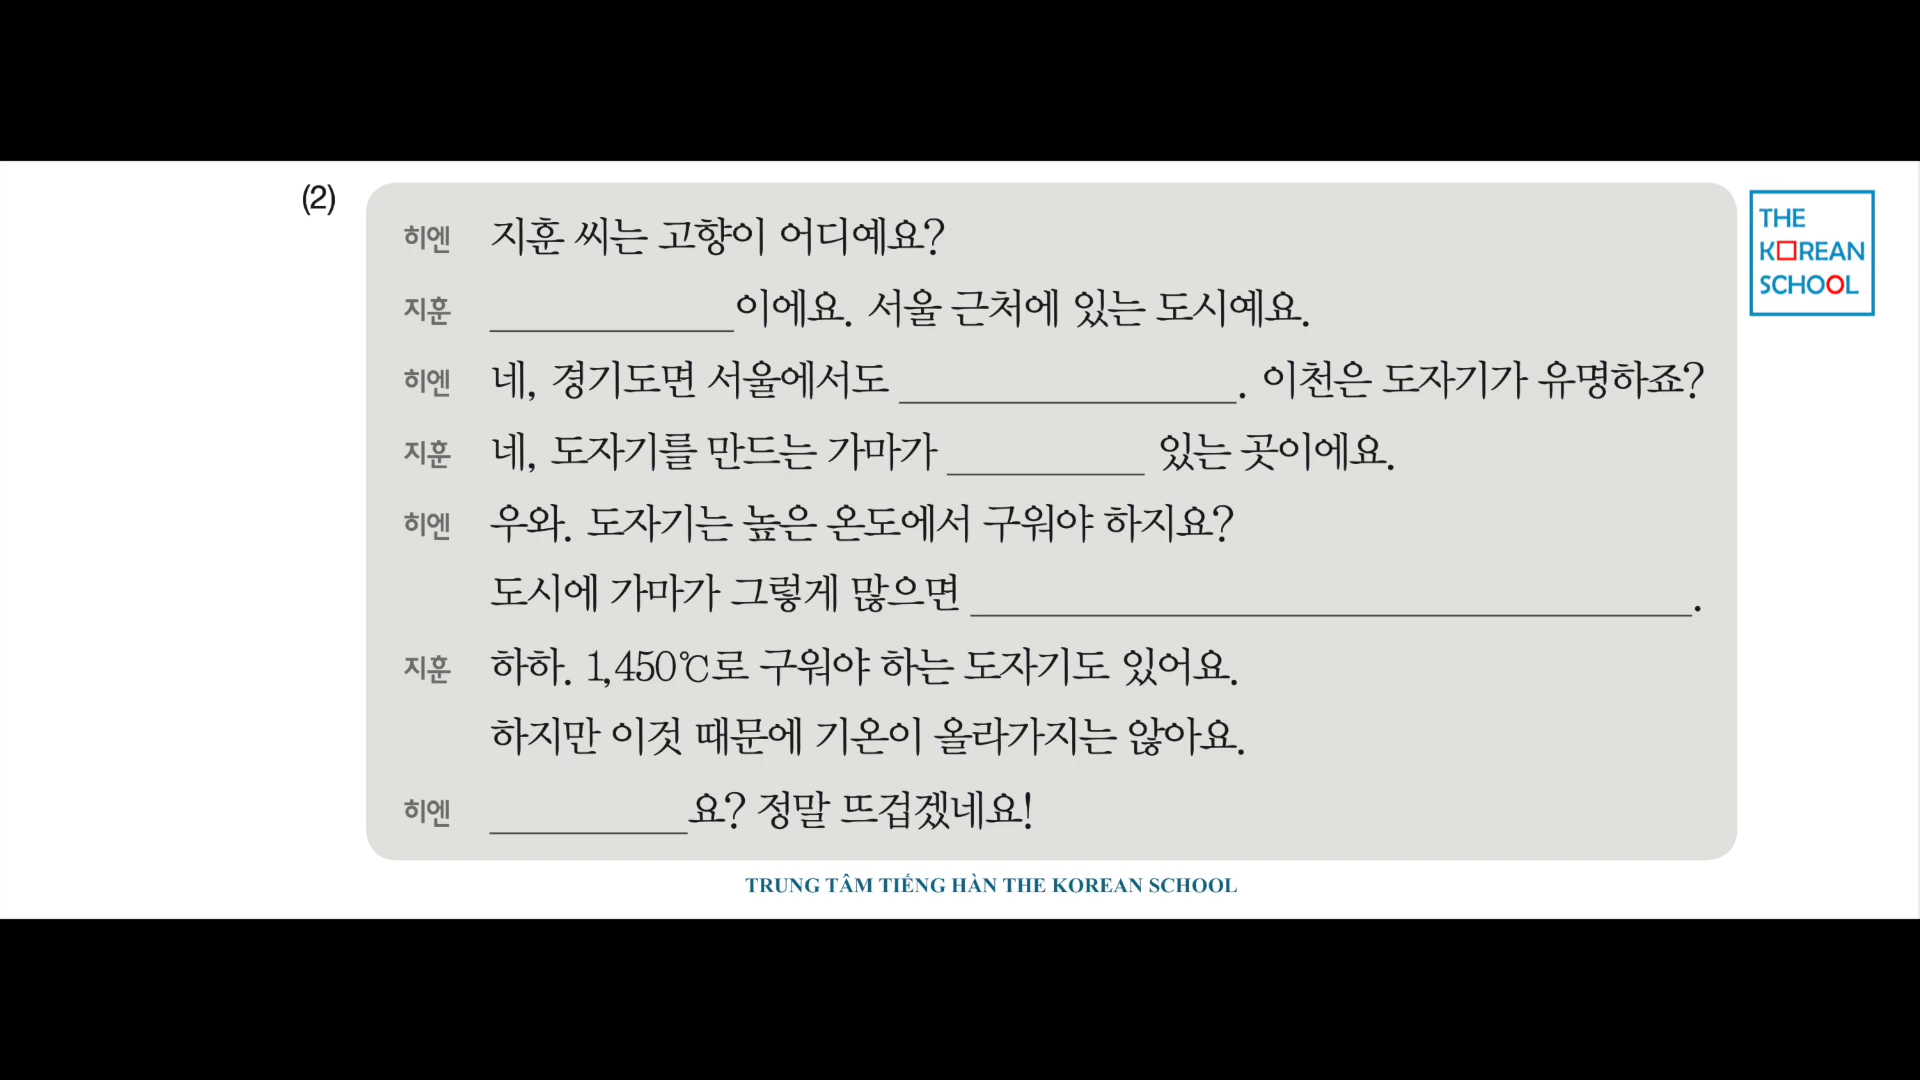 (2)
히엔 지훈 씨는 고향이 어디예요?
지훈 ____________이에요. 서울 근처에 있는 도시예요.
히엔 네, 경기도면 서울에서도 ________________. 이천은 도자기가 유명하죠?
지훈 네, 도자기를 만드는 가마가 __________ 있는 곳이에요.
히엔 우와. 도자기는 높은 온도에서 구워야 하지요?
도시에 가마가 그렇게 많으면 ____________________________________.
지훈 하하. 1,450℃로 구워야 하는 도자기도 있어요.
하지만 이것 때문에 기온이 올라가지는 않아요.
히엔 __________요? 정말 뜨겁겠네요!
THE
KOREAN
SCHOOL
TRUNG TÂM TIẾNG HÀN THE KOREAN SCHOOL